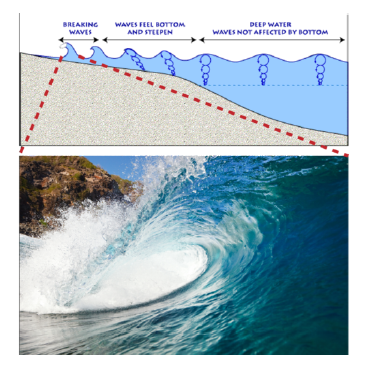 BREAKING
WAVES
WAVES FEEL BOTTOM
AND STEEPEN
DEEP WATER
WAVES NOT AFFECTED BY BOTTOM